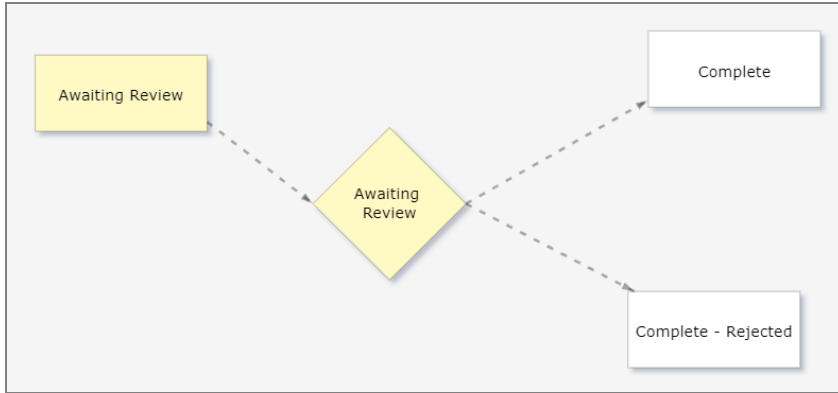 Awaiting Review
Complete
Awaiting
Review
Complete - Rejected